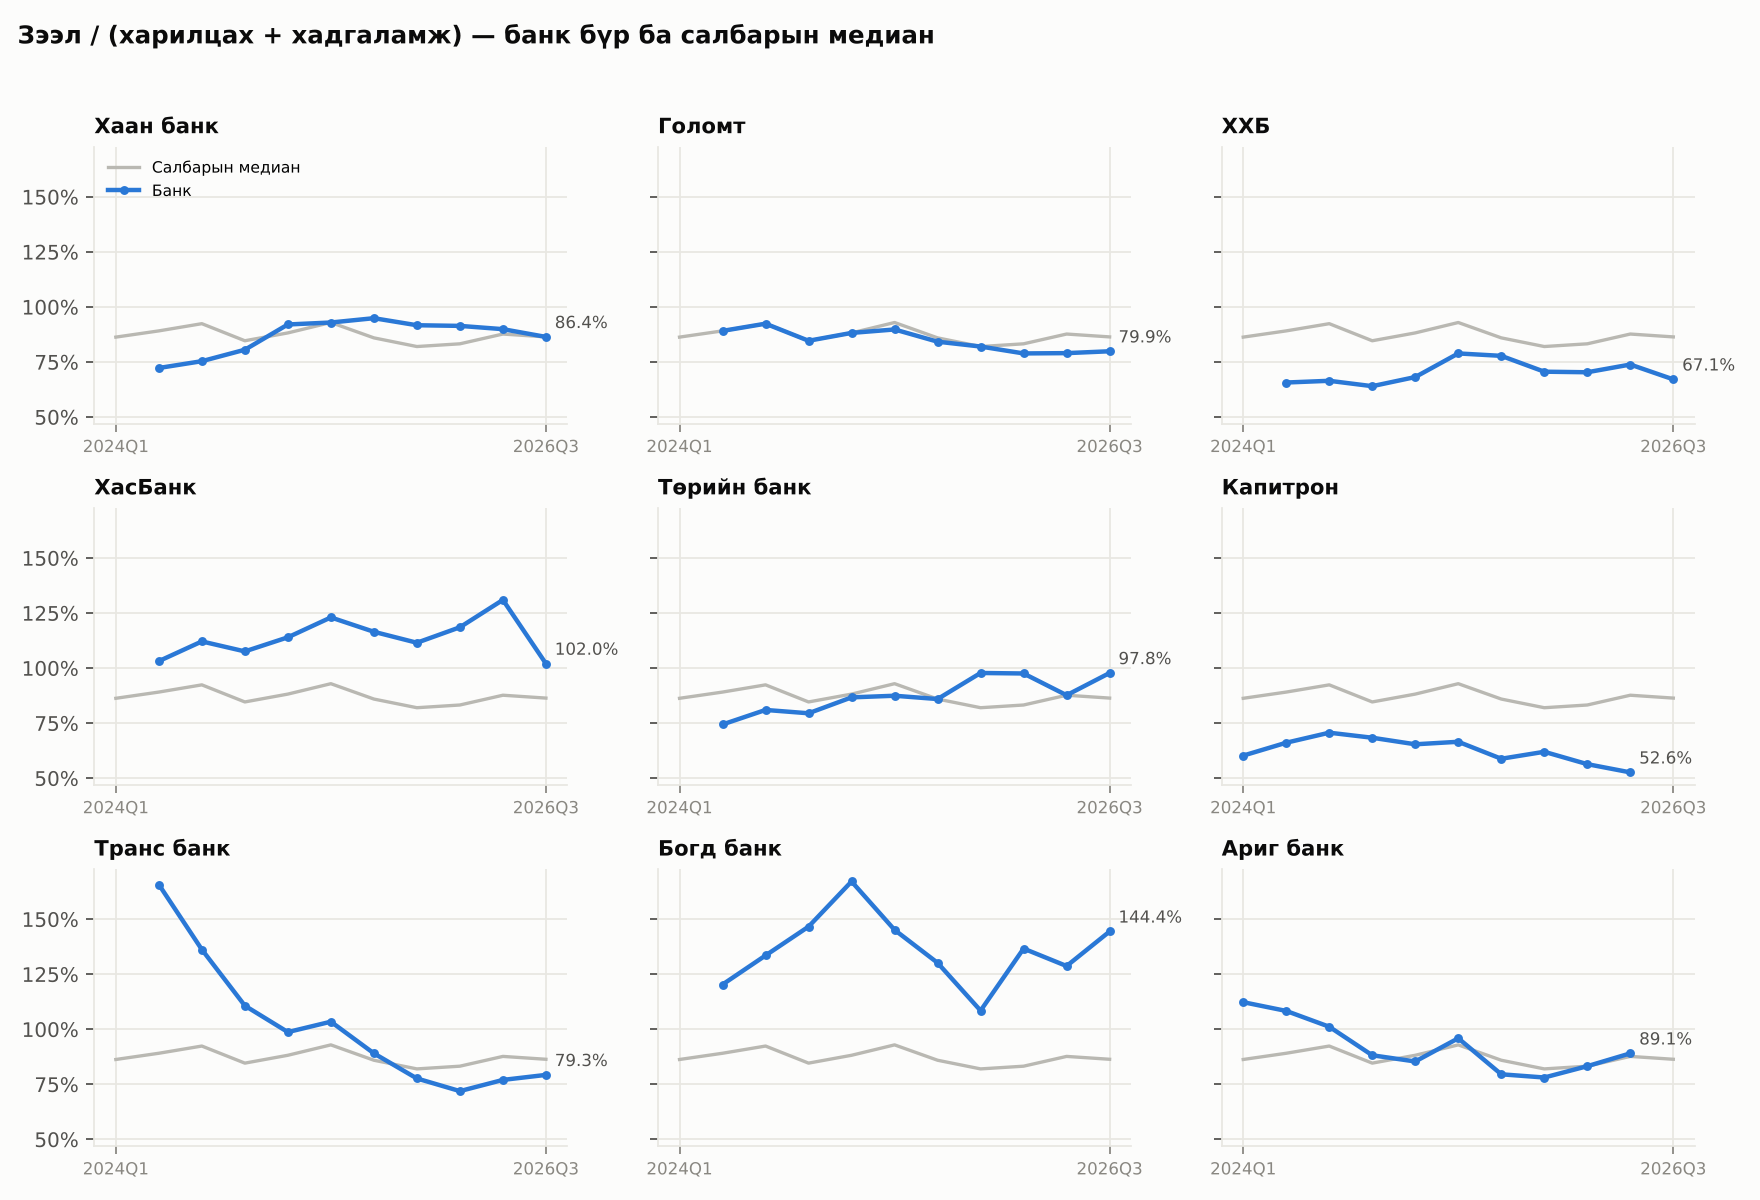 Зээл / (харилцах + хадгаламж) — банк бүр ба салбарын медиан
Хаан банк
Голомт
ХХБ
Салбарын медиан
Банк
150%
125%
100%
75%
50%
86.4%
79.9%
67.1%
2024Q1
2026Q3
2024Q1
2026Q3
2024Q1
2026Q3
ХасБанк
Төрийн банк
Капитрон
150%
125%
100%
75%
50%
102.0%
97.8%
52.6%
2024Q1
2026Q3
2024Q1
2026Q3
2024Q1
2026Q3
Транс банк
Богд банк
Ариг банк
150%
125%
100%
75%
50%
79.3%
144.4%
89.1%
2024Q1
2026Q3
2024Q1
2026Q3
2024Q1
2026Q3